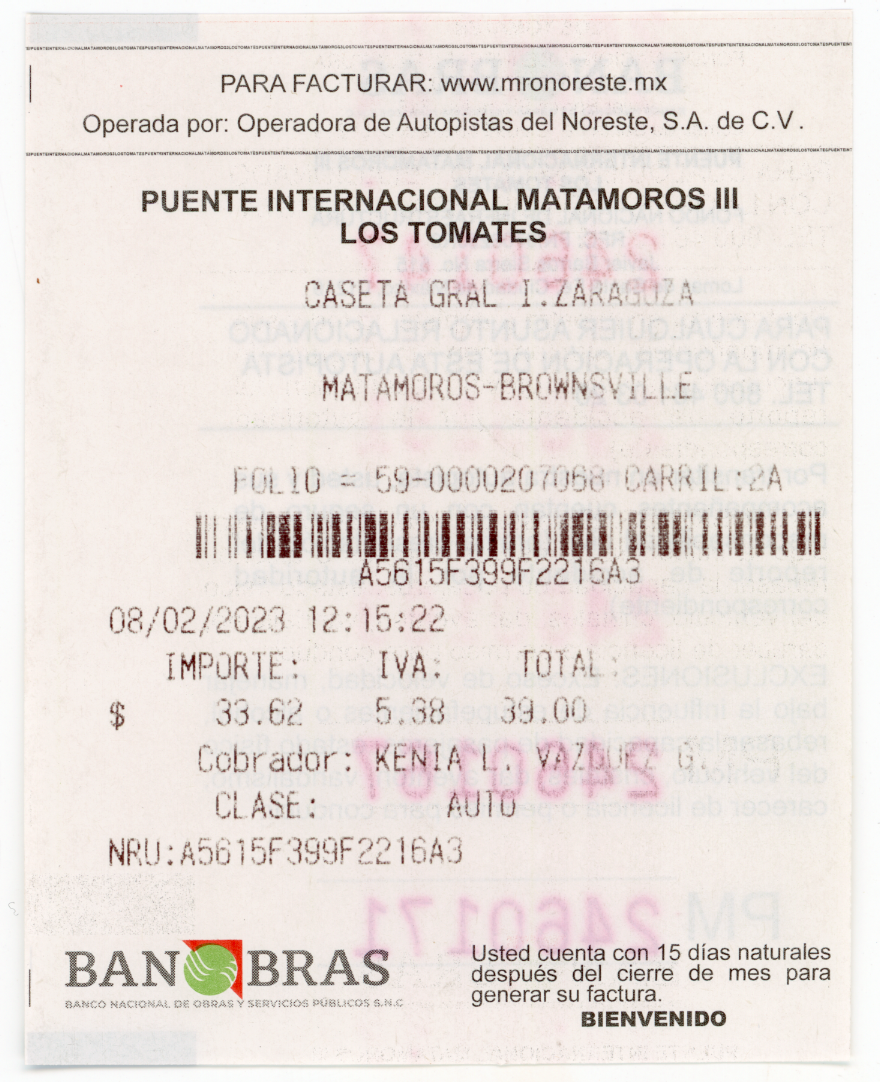 PARA FACTURAR: www.mronoreste.mx
Operada por: Operadora de Autopistas del Noreste, S.A. de C.V.
PUENTE INTERNACIONAL MATAMOROS III
LOS TOMATES
CASETA GRAL I.ZARAGOZA
MATAMOROS-BROWNSVILLE
FOLIO = 59-0000207068 CARRIL:2A
A5615F399F2216A3
08/02/2023 12:15:22
IMPORTE: IVA: TOTAL:
$ 33.62 5.38 39.00
Cobrador: KENIA L. VAZQUEZ G.
CLASE: AUTO
NRU:A5615F399F2216A3
BANOBRAS
BANCO NACIONAL DE OBRAS Y SERVICIOS PÚBLICOS S.N.C
Usted cuenta con 15 días naturales
después del cierre de mes para
generar su factura.
BIENVENIDO